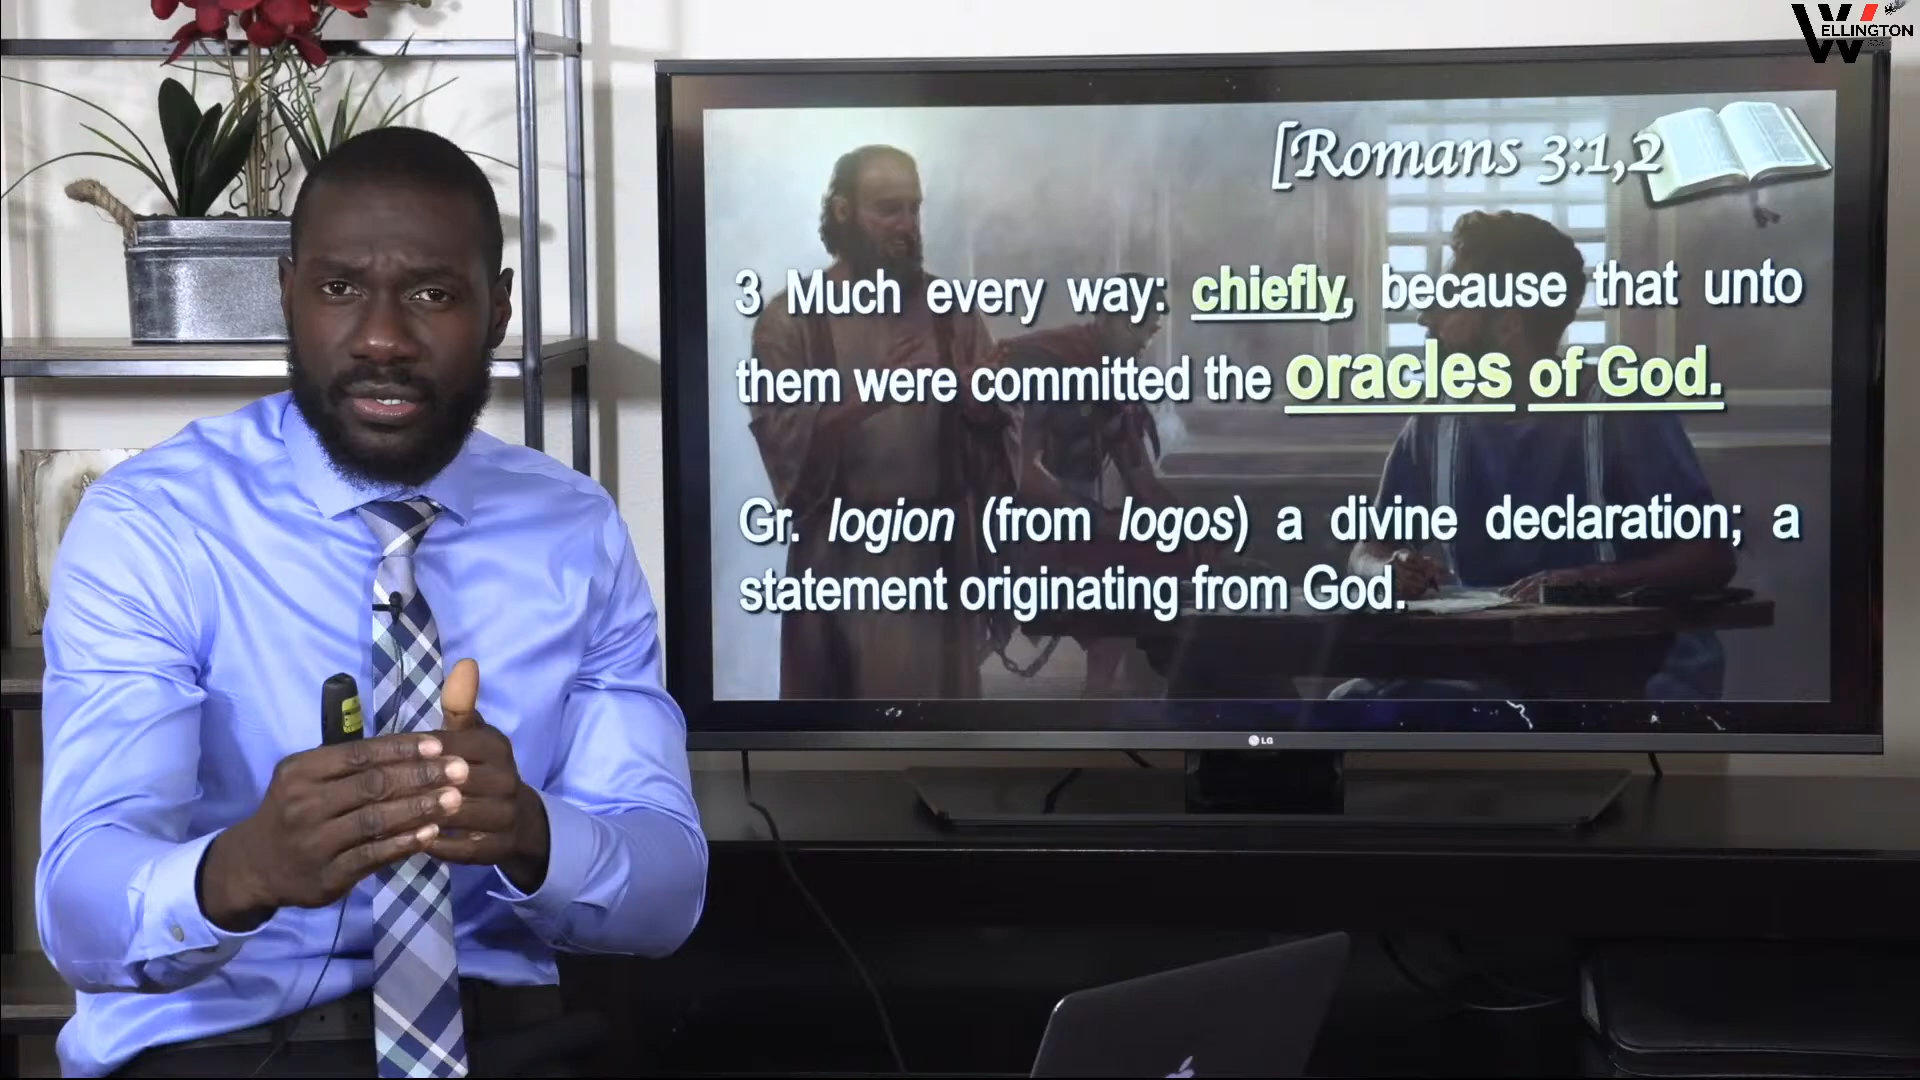 WELLINGTON
[Romans 3:1,2
3 Much every way: chiefly, because that unto
them were committed the oracles of God.
Gr. logion (from logos) a divine declaration; a
statement originating from God.
LG